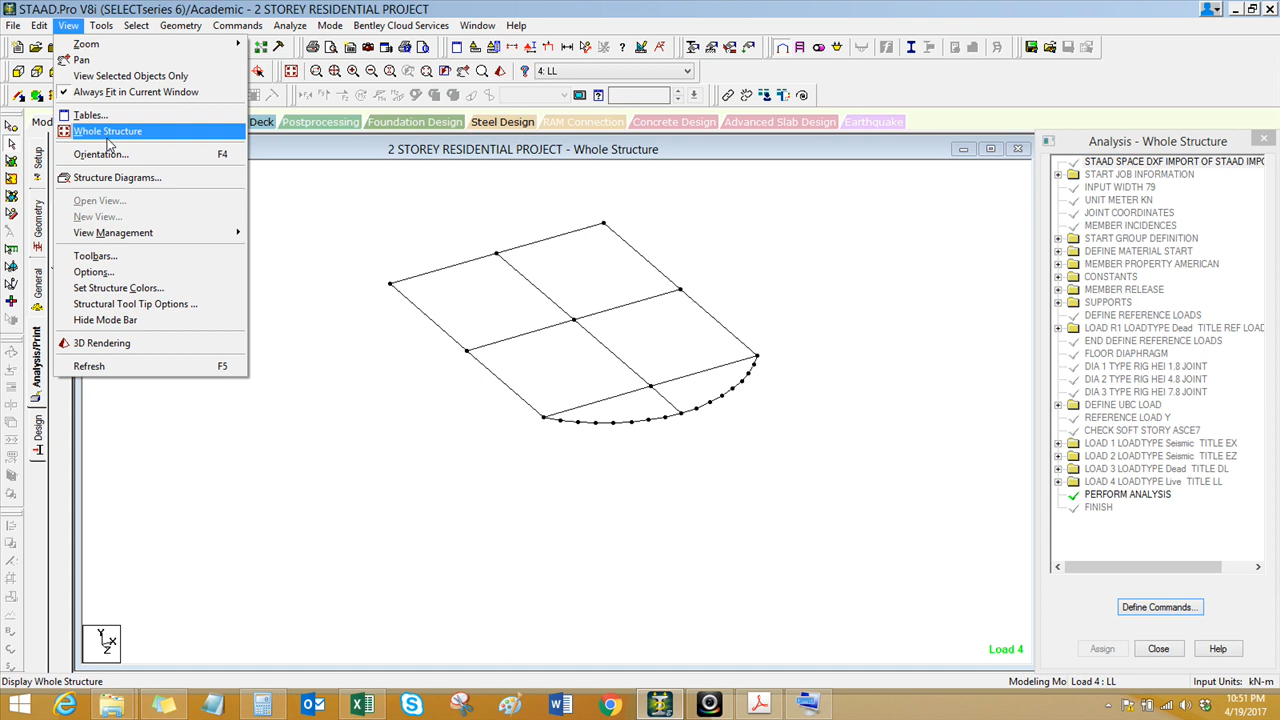 STAAD.Pro V8i (SELECTseries 6)/Academic - 2 STOREY RESIDENTIAL PROJECT
File Edit View Tools Select Geometry Commands Analyze Mode Bentley Cloud Services STAAD Window Help
Zoom
Pan
View Selected Objects Only
Always Fit in Current Window
Tables...
Whole Structure
Orientation... F4
Structure Diagrams...
Open View...
New View...
View Management
Toolbars...
Options...
Set Structure Colors...
Structural Tool Tip Options ...
Hide Mode Bar
3D Rendering
Refresh F5
4: LL
Deck Postprocessing Foundation Design Steel Design RAM Connection Concrete Design Advanced Slab Design Earthquake
Setup
Geometry
General
Analysis/Print
Design
2 STOREY RESIDENTIAL PROJECT - Whole Structure
Y
X
Z
Load 4
Analysis - Whole Structure
STAAD SPACE DXF IMPORT OF STAAD IMPO
START JOB INFORMATION
INPUT WIDTH 79
UNIT METER KN
JOINT COORDINATES
MEMBER INCIDENCES
START GROUP DEFINITION
DEFINE MATERIAL START
MEMBER PROPERTY AMERICAN
CONSTANTS
MEMBER RELEASE
SUPPORTS
DEFINE REFERENCE LOADS
LOAD R1 LOADTYPE Dead TITLE REF LOAD
END DEFINE REFERENCE LOADS
FLOOR DIAPHRAGM
DIA 1 TYPE RIG HEI 1.8 JOINT
DIA 2 TYPE RIG HEI 4.8 JOINT
DIA 3 TYPE RIG HEI 7.8 JOINT
DEFINE UBC LOAD
REFERENCE LOAD Y
CHECK SOFT STORY ASCE7
LOAD 1 LOADTYPE Seismic TITLE EX
LOAD 2 LOADTYPE Seismic TITLE EZ
LOAD 3 LOADTYPE Dead TITLE DL
LOAD 4 LOADTYPE Live TITLE LL
PERFORM ANALYSIS
FINISH
Define Commands...
Assign Close Help
Display Whole Structure
Modeling Mo Load 4 : LL Input Units: kN-m
10:51 PM
4/19/2017